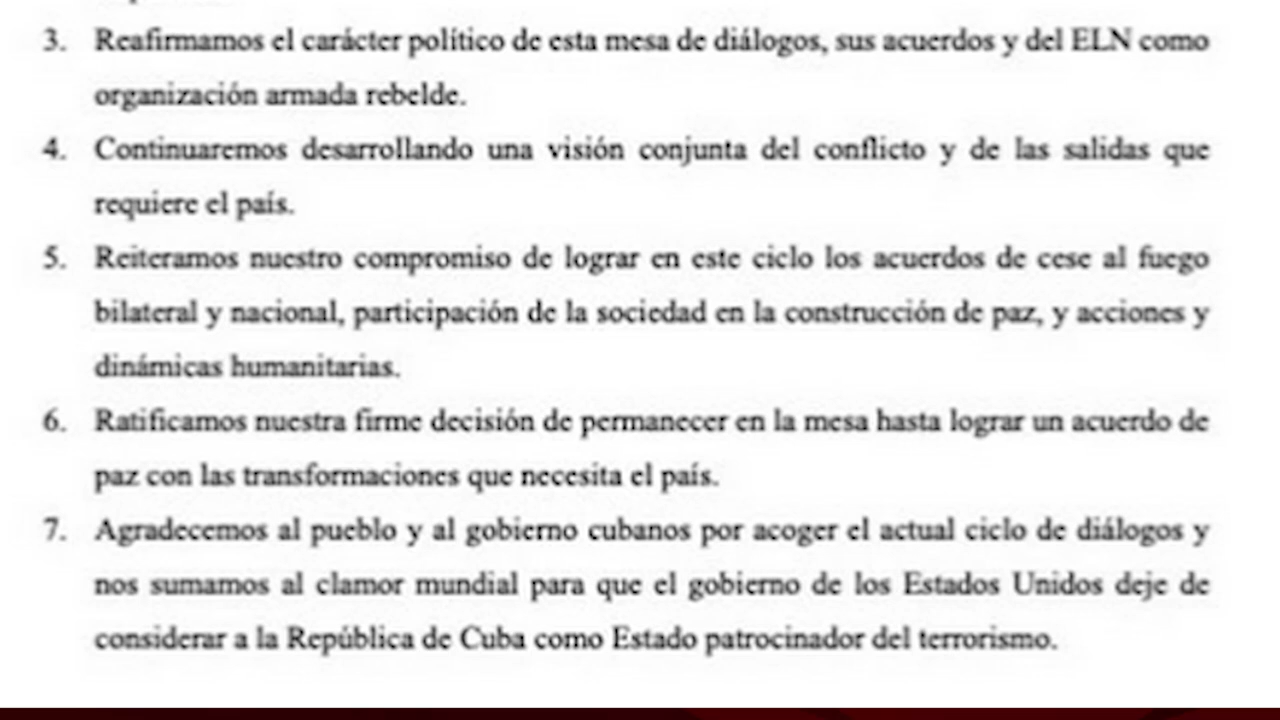 3. Reafirmamos el carácter político de esta mesa de diálogos, sus acuerdos y del ELN como
organización armada rebelde.
4. Continuaremos desarrollando una visión conjunta del conflicto y de las salidas que
requiere el país.
5. Reiteramos nuestro compromiso de lograr en este ciclo los acuerdos de cese al fuego
bilateral y nacional, participación de la sociedad en la construcción de paz, y acciones y
dinámicas humanitarias.
6. Ratificamos nuestra firme decisión de permanecer en la mesa hasta lograr un acuerdo de
paz con las transformaciones que necesita el país.
7. Agradecemos al pueblo y al gobierno cubanos por acoger el actual ciclo de diálogos y
nos sumamos al clamor mundial para que el gobierno de los Estados Unidos deje de
considerar a la República de Cuba como Estado patrocinador del terrorismo.